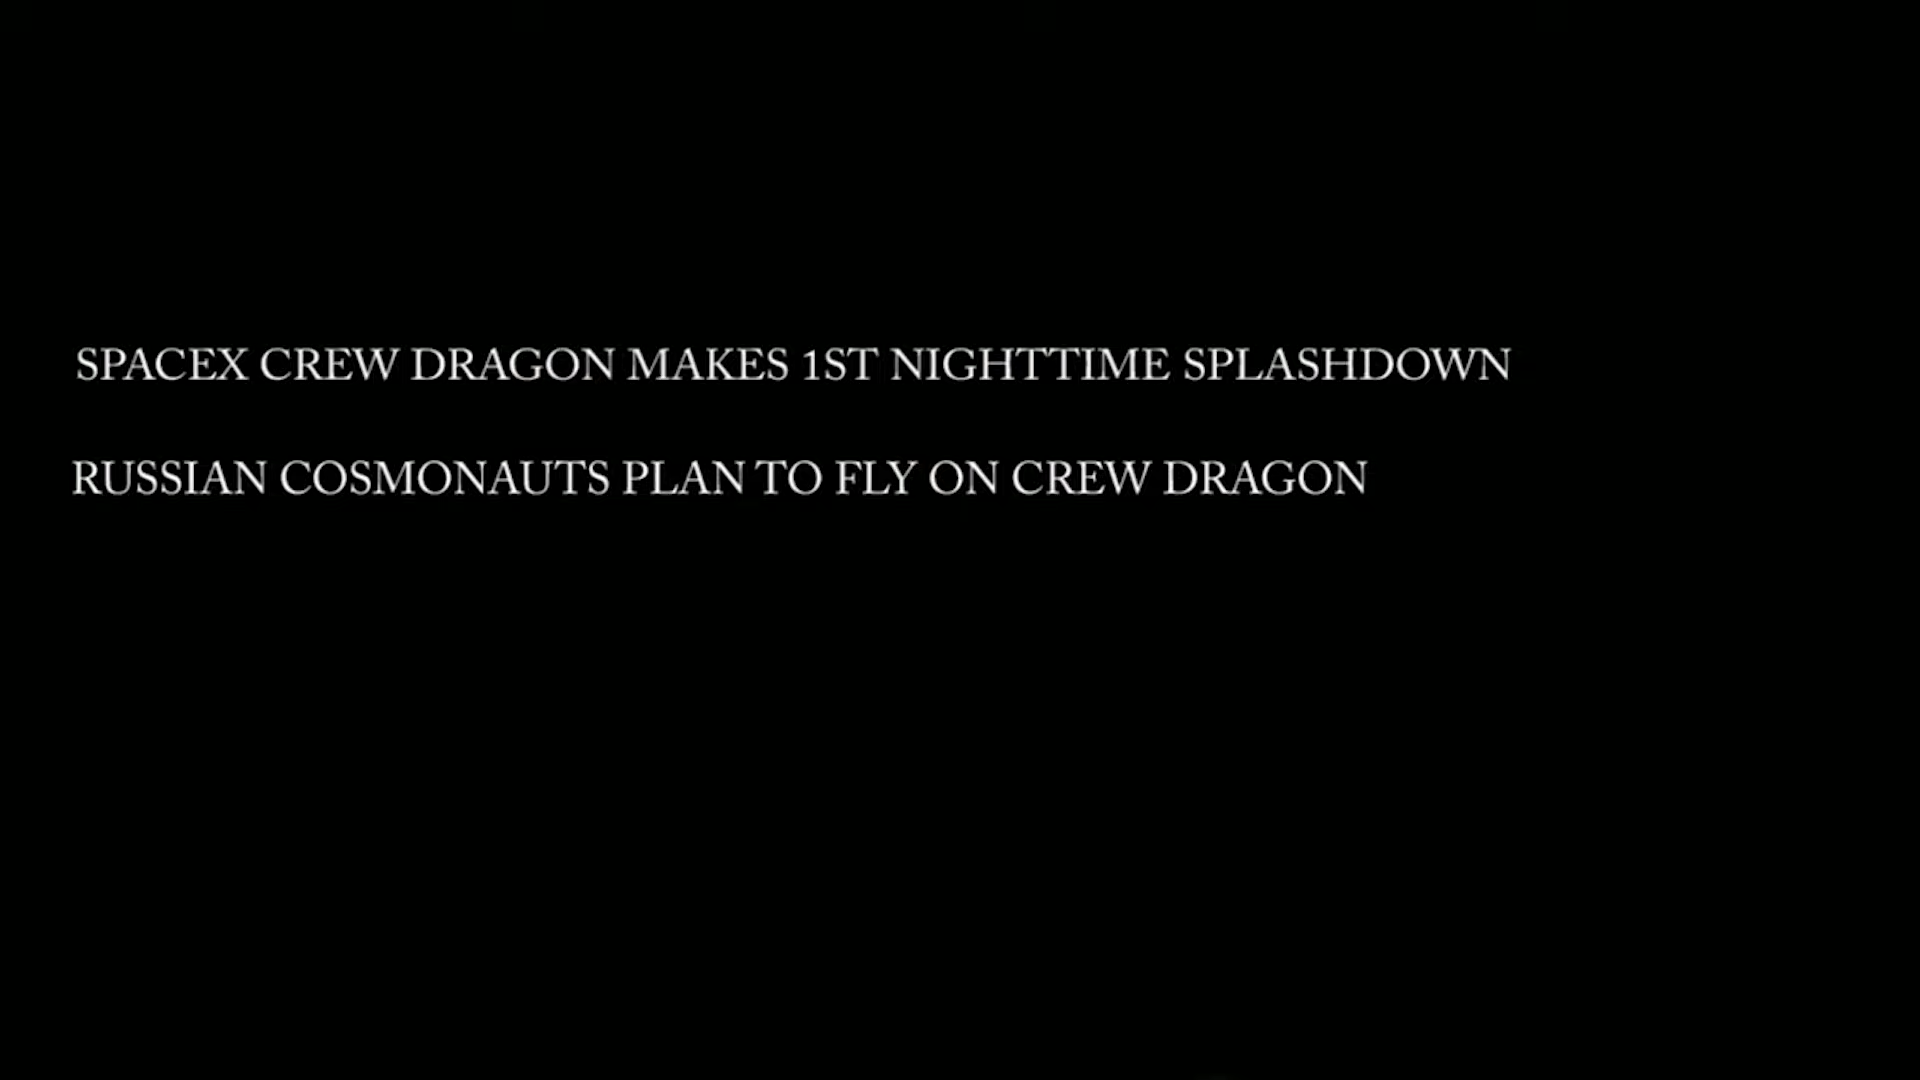 SPACEX CREW DRAGON MAKES 1ST NIGHTTIME SPLASHDOWN
RUSSIAN COSMONAUTS PLAN TO FLY ON CREW DRAGON